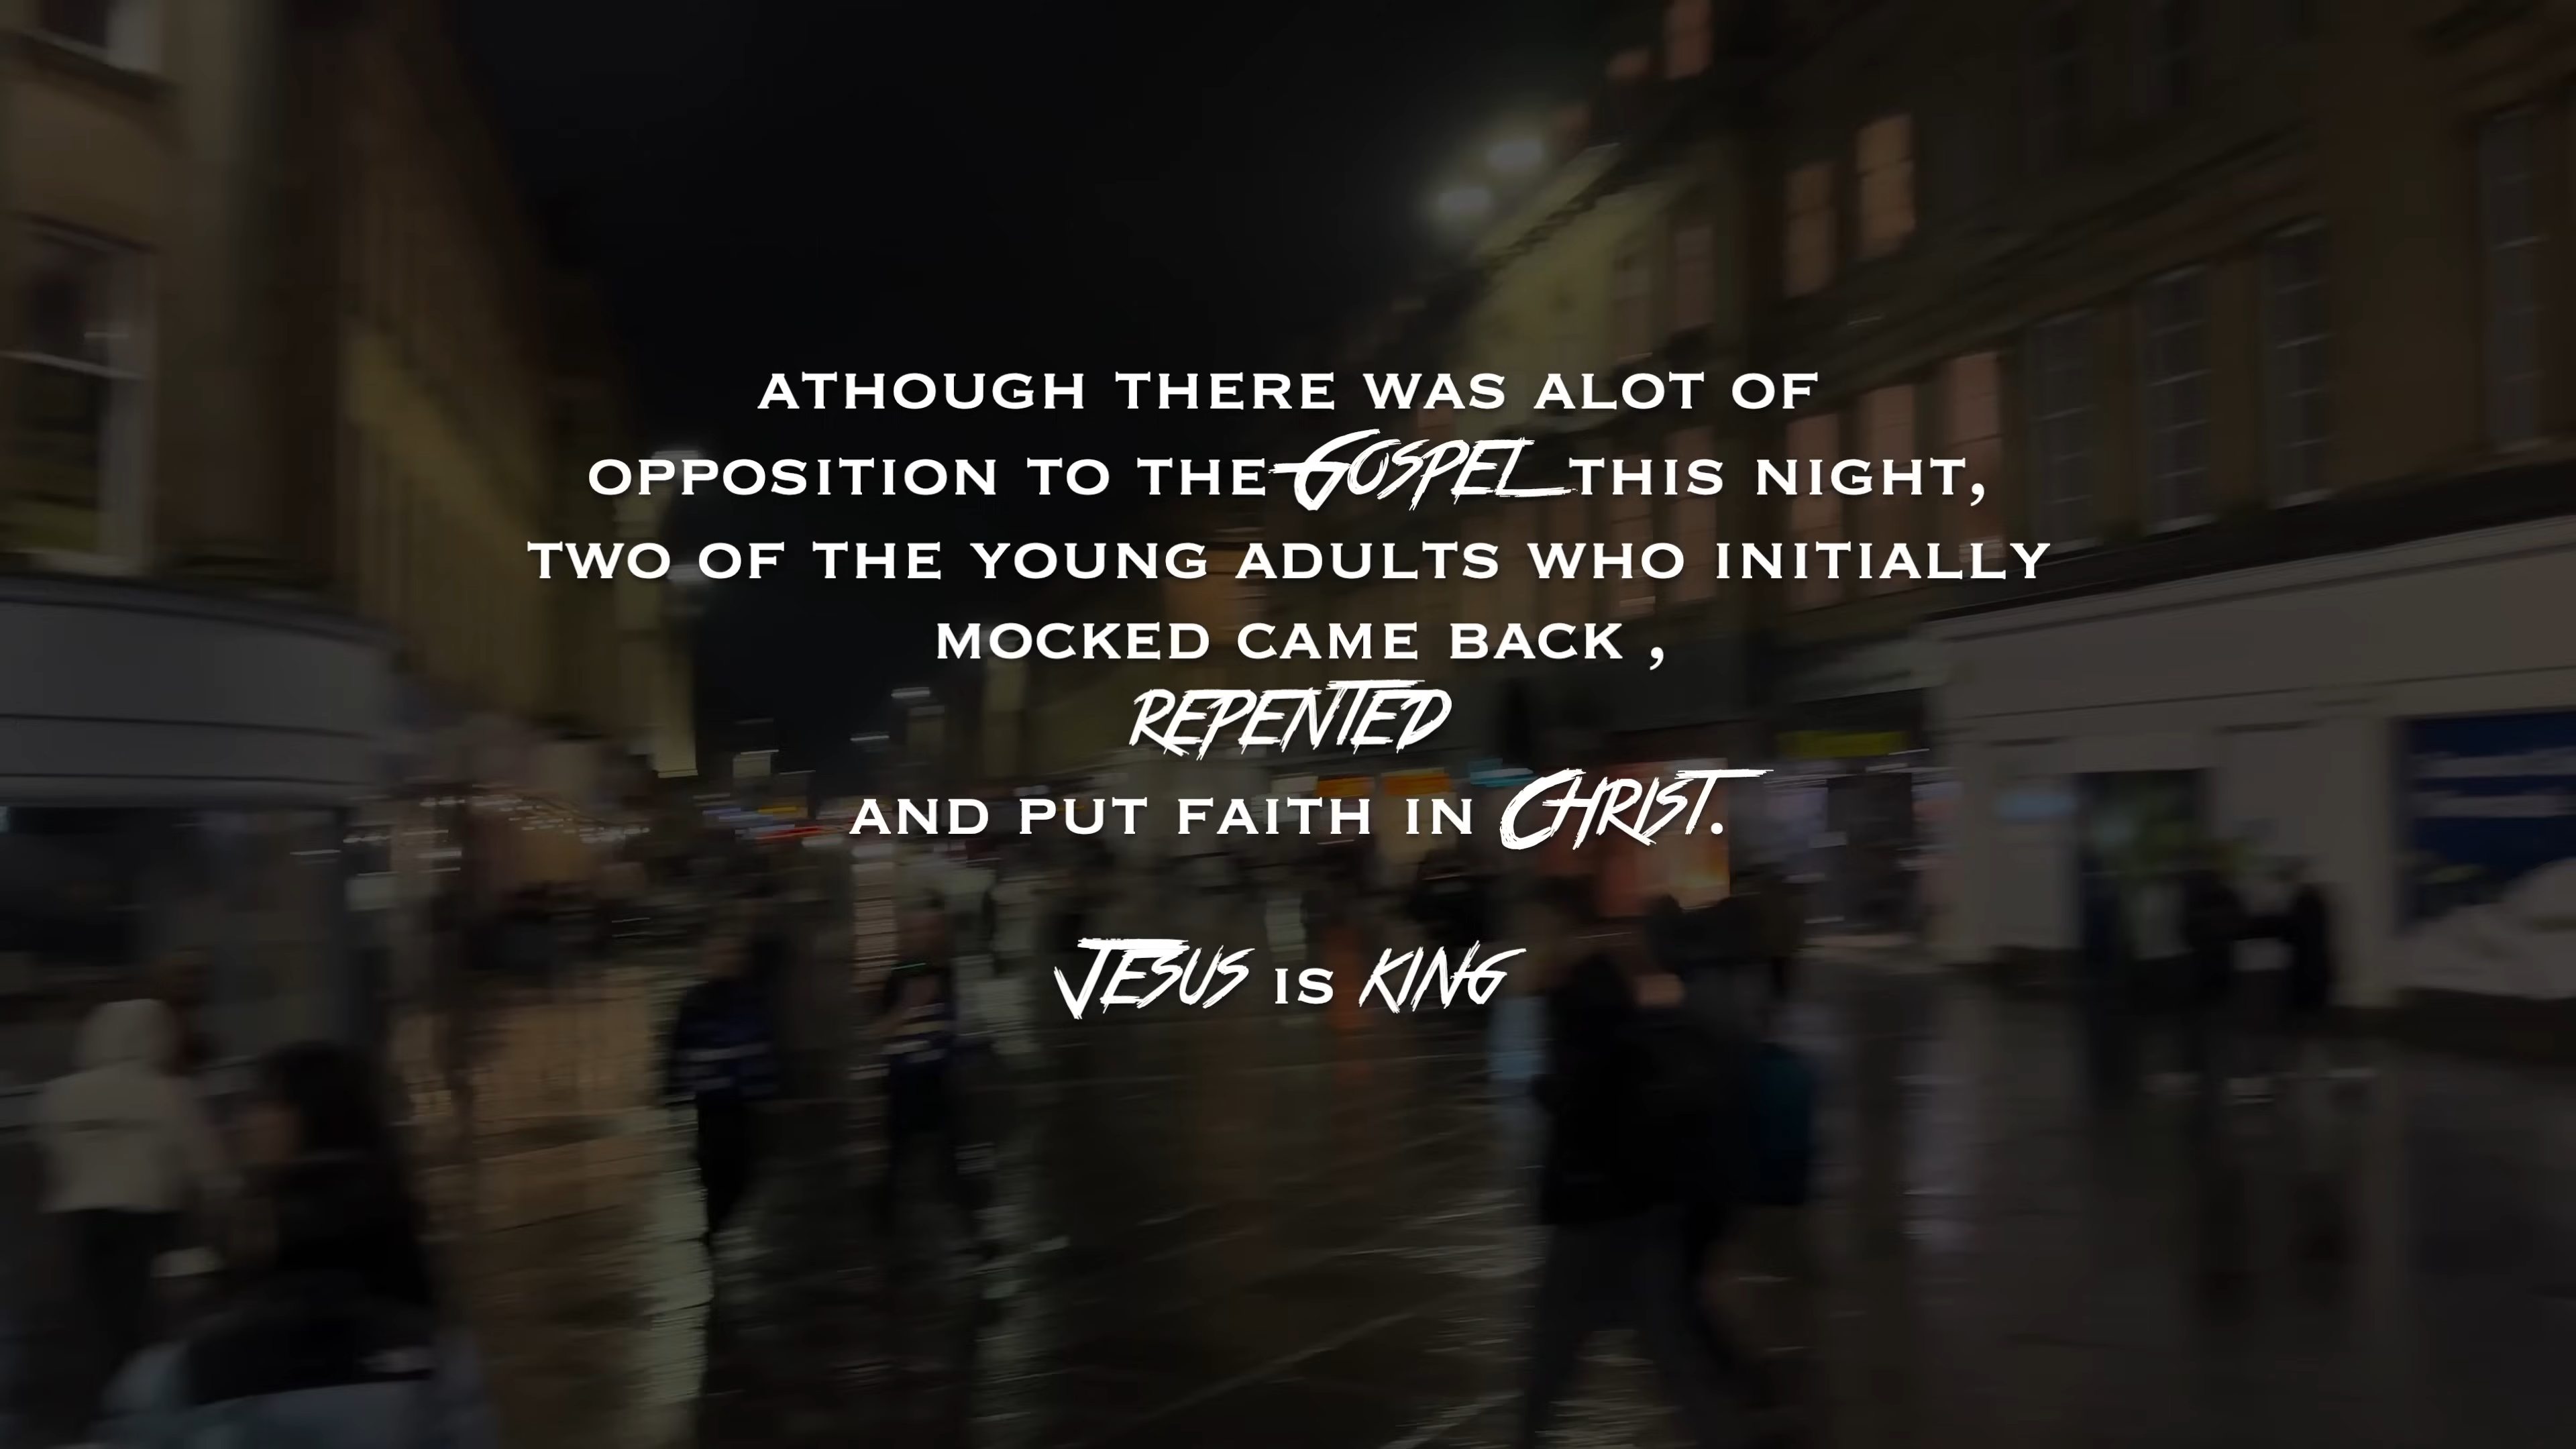 ATHOUGH THERE WAS ALOT OF
OPPOSITION TO THE GOSPEL THIS NIGHT,
TWO OF THE YOUNG ADULTS WHO INITIALLY
MOCKED CAME BACK ,
REPENTED
AND PUT FAITH IN CHRIST.
JESUS IS KING